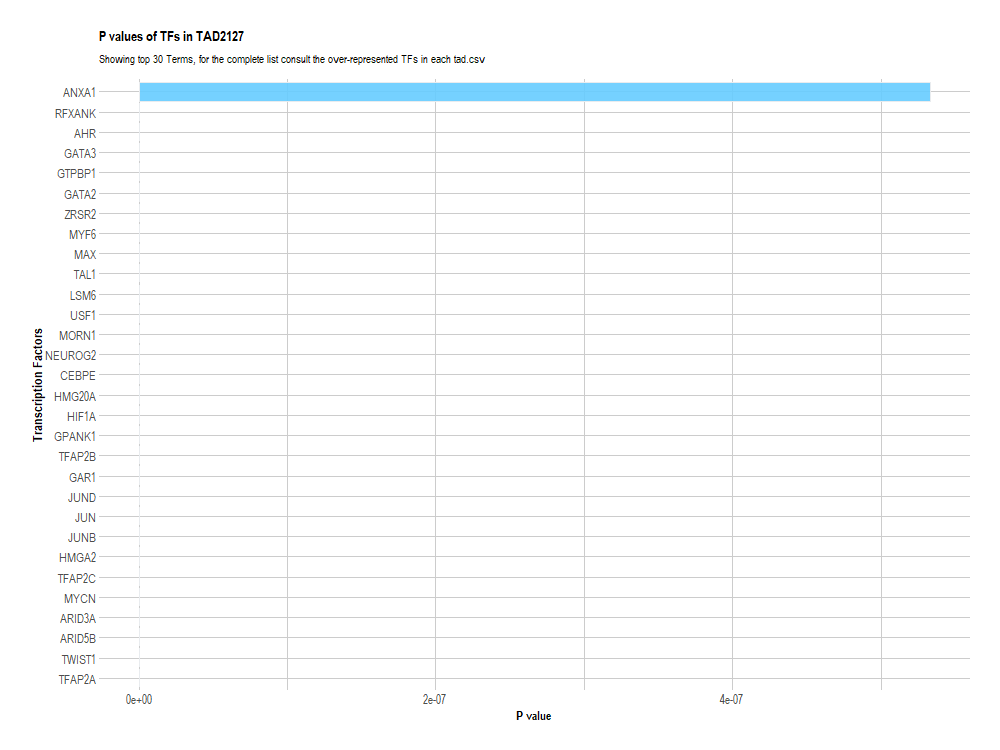 P values of TFs in TAD2127
Showing top 30 Terms, for the complete list consult the over-represented TFs in each tad.csv
Transcription Factors
ANXA1
RFXANK
AHR
GATA3
GTPBP1
GATA2
ZRSR2
MYF6
MAX
TAL1
LSM6
USF1
MORN1
NEUROG2
CEBPE
HMG20A
HIF1A
GPANK1
TFAP2B
GAR1
JUND
JUN
JUNB
HMGA2
TFAP2C
MYCN
ARID3A
ARID5B
TWIST1
TFAP2A
0e+00 2e-07 4e-07
P value